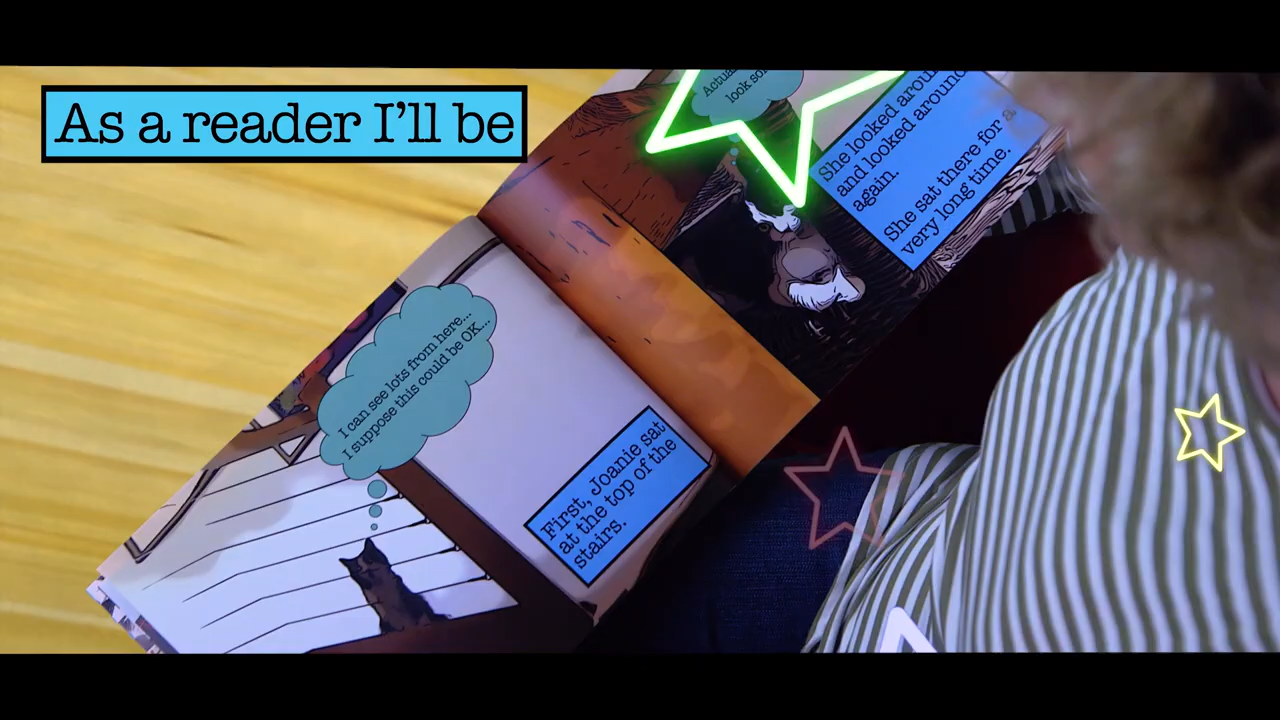 As a reader I'll be
I can see lots from here...
I suppose this could be OK...
First, Joanie sat
at the top of the
stairs.
look
She looked
and looked around
again.
She sat there for a
very long time.